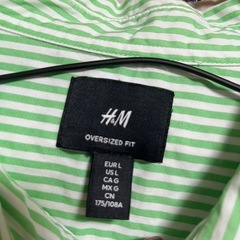 H&M
OVERSIZED FIT
EUR L
US L
CA G
MX G
CN
175/108A